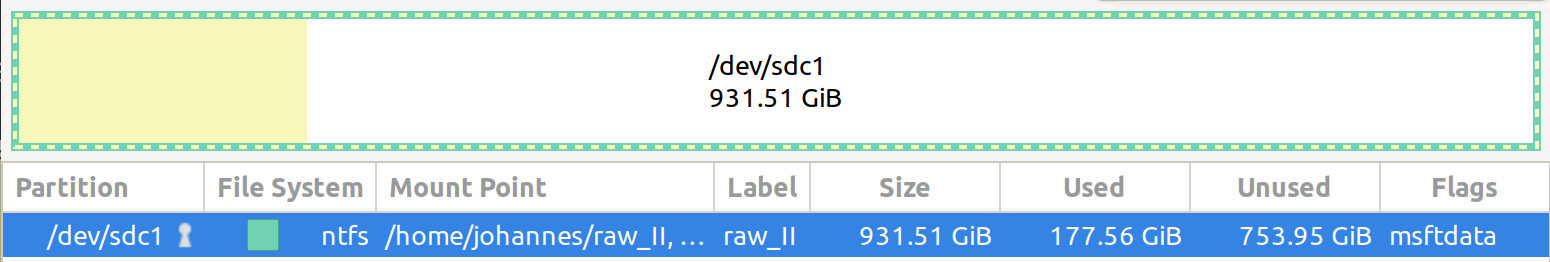 /dev/sdc1
931.51 GiB
Partition File System Mount Point Label Size Used Unused Flags
/dev/sdc1 ntfs /home/johannes/raw_II, ... raw_II 931.51 GiB 177.56 GiB 753.95 GiB msftdata